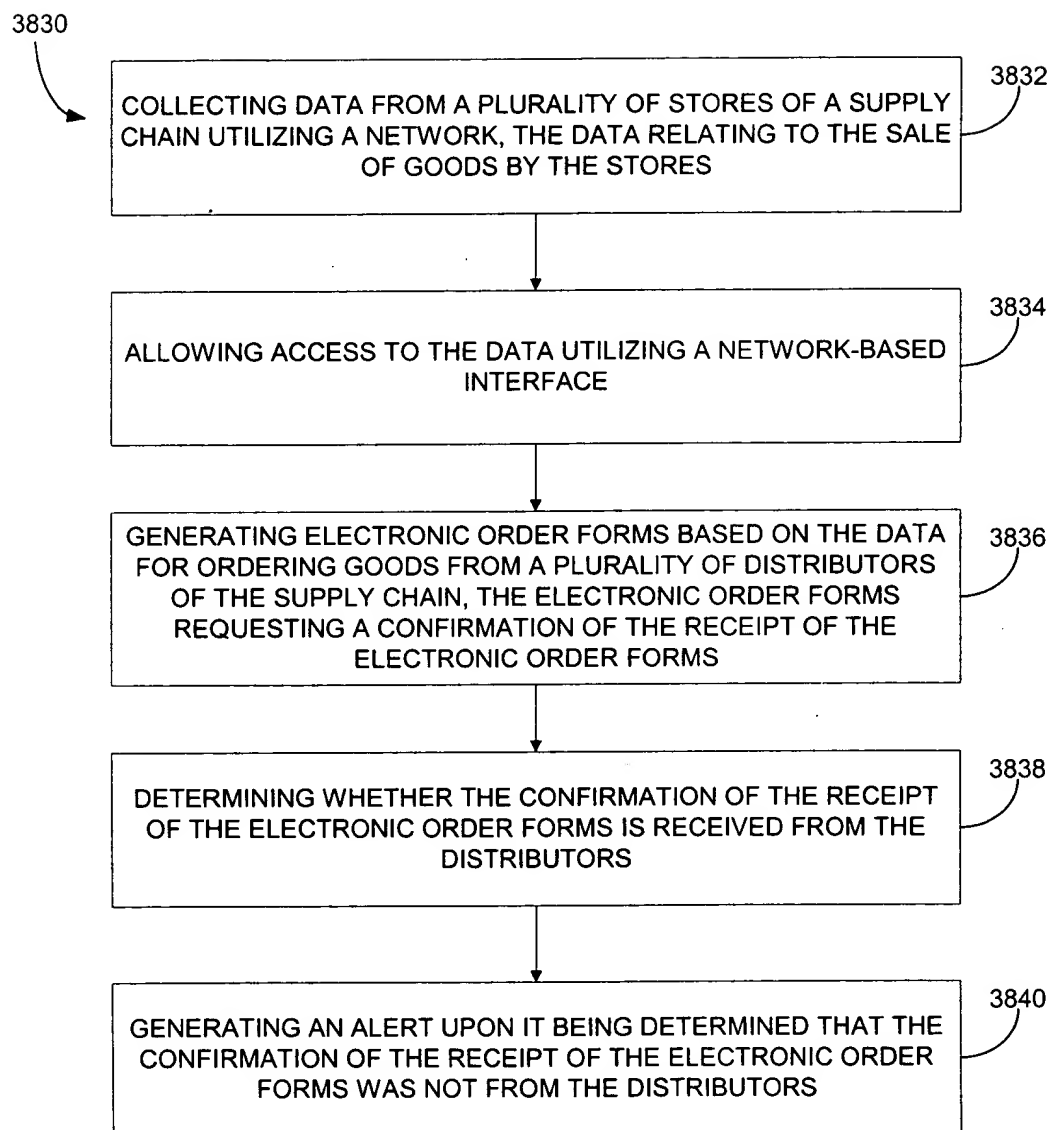 3830
3832
COLLECTING DATA FROM A PLURALITY OF STORES OF A SUPPLY
CHAIN UTILIZING A NETWORK, THE DATA RELATING TO THE SALE
OF GOODS BY THE STORES
3834
ALLOWING ACCESS TO THE DATA UTILIZING A NETWORK-BASED
INTERFACE
3836
GENERATING ELECTRONIC ORDER FORMS BASED ON THE DATA
FOR ORDERING GOODS FROM A PLURALITY OF DISTRIBUTORS
OF THE SUPPLY CHAIN, THE ELECTRONIC ORDER FORMS
REQUESTING A CONFIRMATION OF THE RECEIPT OF THE
ELECTRONIC ORDER FORMS
3838
DETERMINING WHETHER THE CONFIRMATION OF THE RECEIPT
OF THE ELECTRONIC ORDER FORMS IS RECEIVED FROM THE
DISTRIBUTORS
3840
GENERATING AN ALERT UPON IT BEING DETERMINED THAT THE
CONFIRMATION OF THE RECEIPT OF THE ELECTRONIC ORDER
FORMS WAS NOT FROM THE DISTRIBUTORS